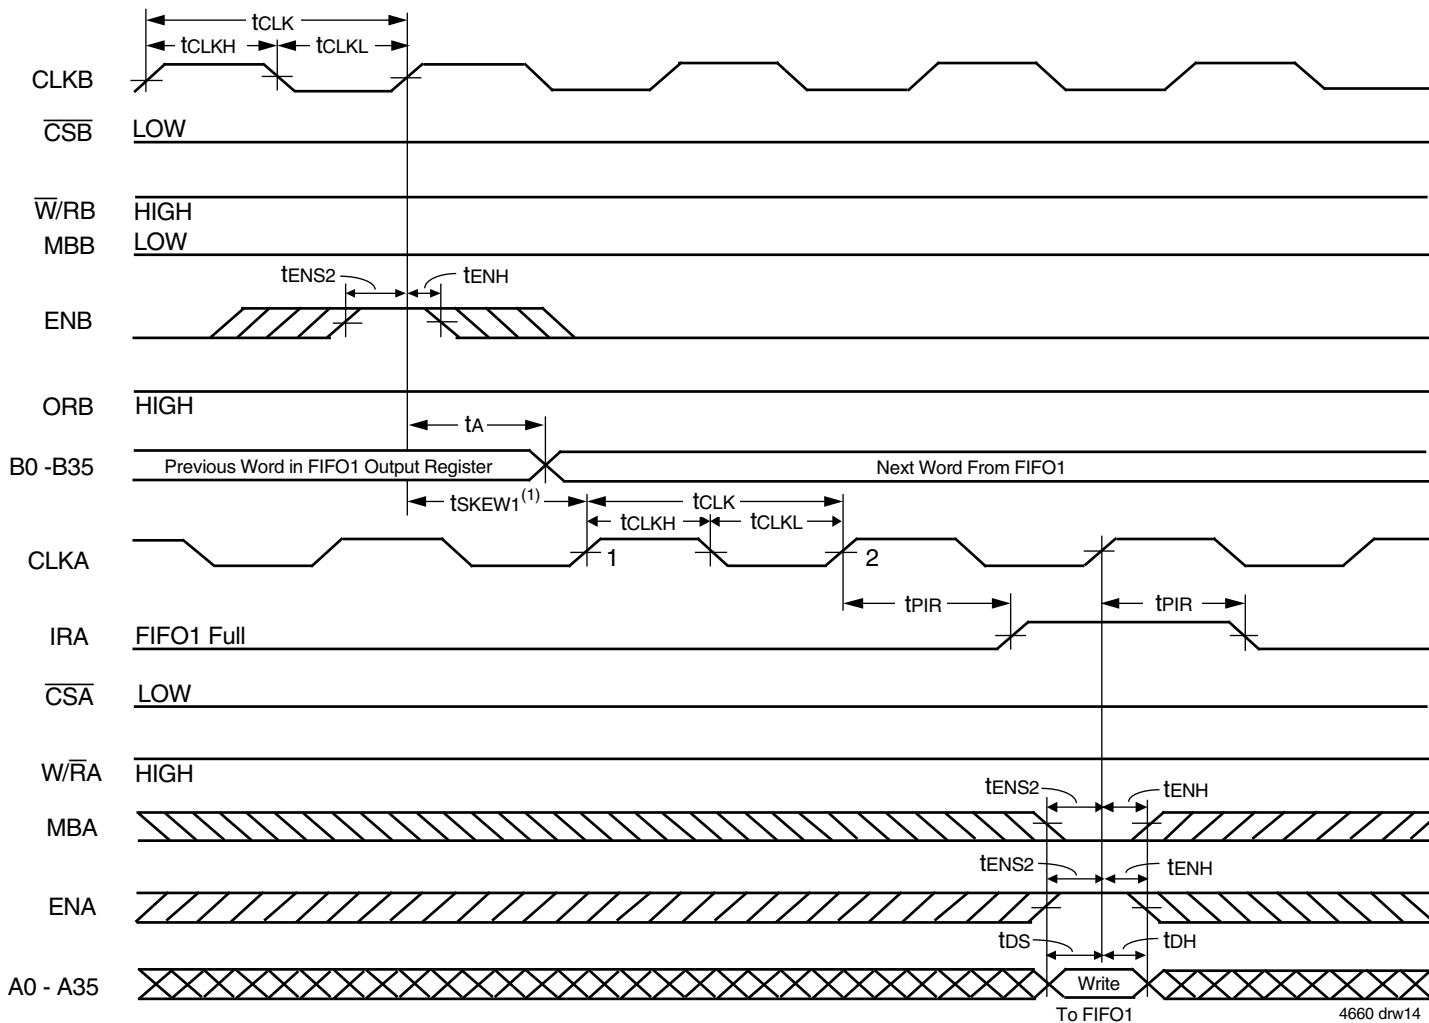 tCLK
tCLKH tCLKL
CLKB
CSB LOW
W/RB HIGH
MBB LOW
tENS2 tENH
ENB
ORB HIGH
tA
B0 -B35 Previous Word in FIFO1 Output Register Next Word From FIFO1
tSKEW1(1) tCLK
tCLKH tCLKL
CLKA 1 2
tPIR tPIR
IRA FIFO1 Full
CSA LOW
W/RA HIGH
tENS2 tENH
MBA
tENS2 tENH
ENA
tDS tDH
A0 - A35 Write
To FIFO1 4660 drw14